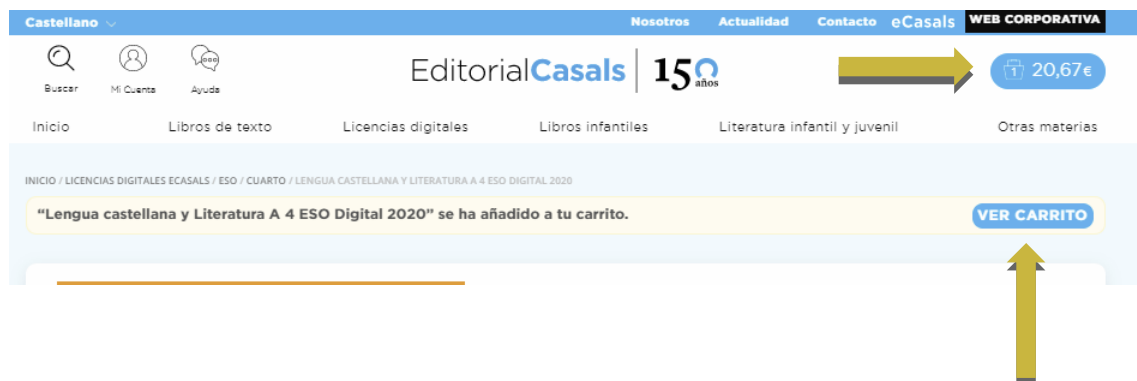 Castellano
Nosotros Actualidad Contacto eCasals WEB CORPORATIVA
Buscar Mi Cuenta Ayuda
EditorialCasals 150 años
1 20,67€
Inicio Libros de texto Licencias digitales Libros infantiles Literatura infantil y juvenil Otras materias
INICIO / LICENCIAS DIGITALES ECASALS / ESO / CUARTO / LENGUA CASTELLANA Y LITERATURA A 4 ESO DIGITAL 2020
“Lengua castellana y Literatura A 4 ESO Digital 2020” se ha añadido a tu carrito. VER CARRITO